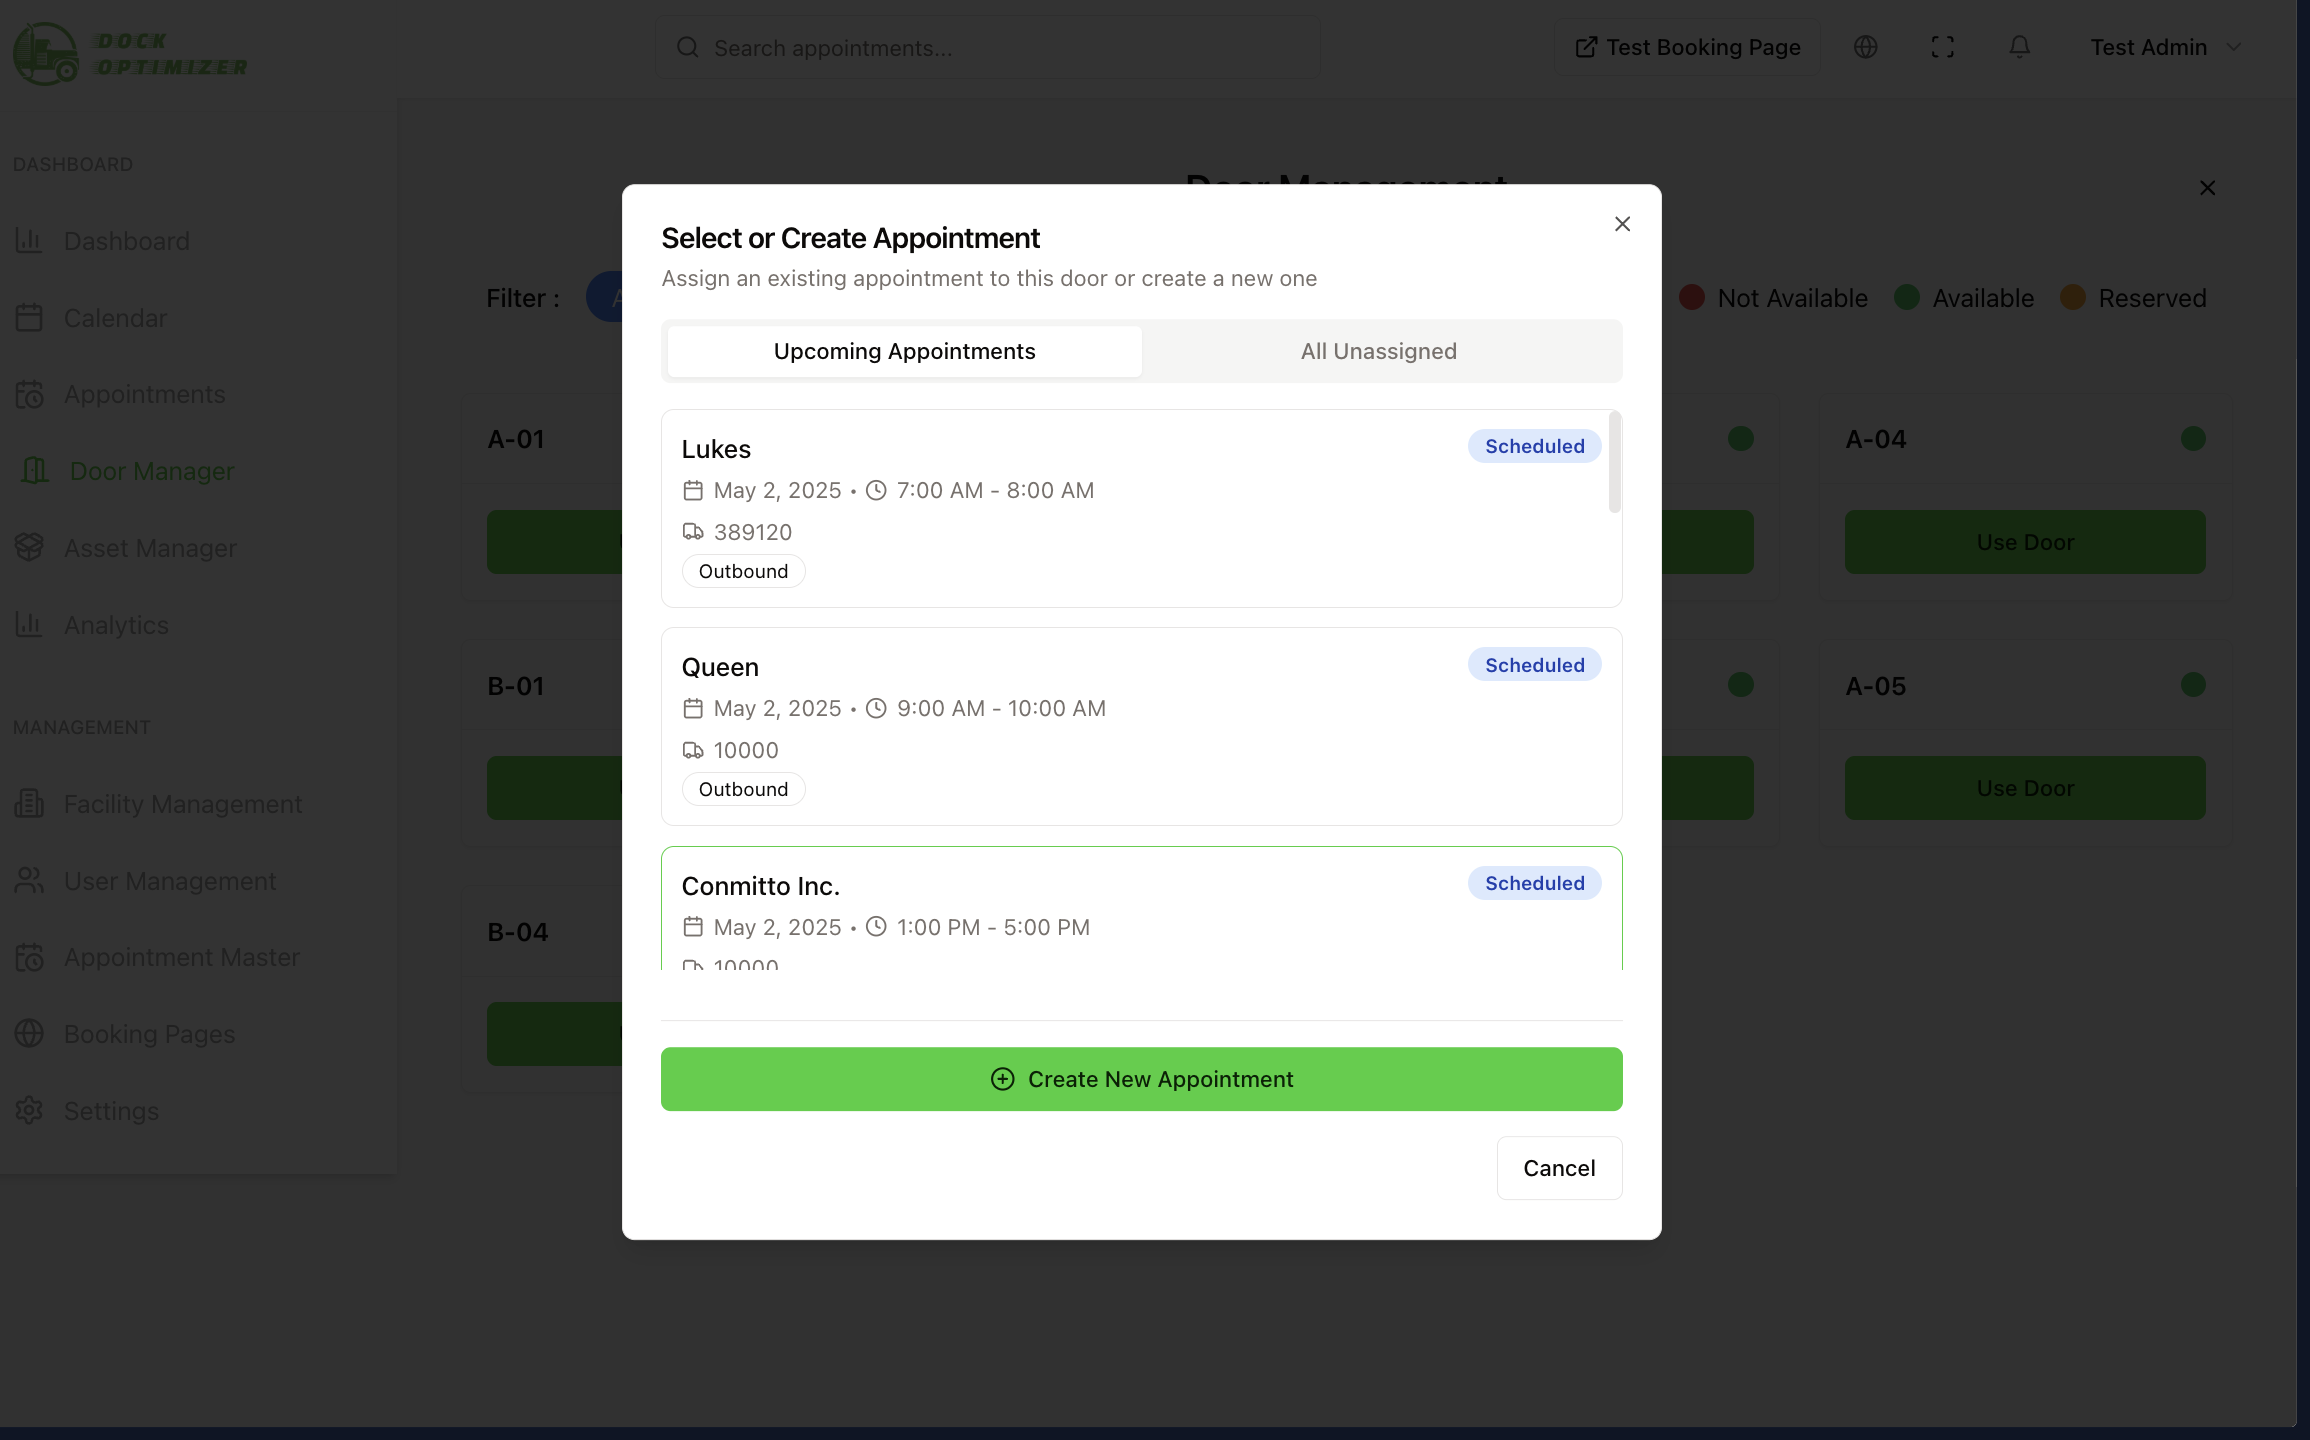 DOCK
OPTIMIZER
Search appointments...
Test Booking Page
Test Admin
DASHBOARD
Dashboard
Calendar
Appointments
Door Manager
Asset Manager
Analytics
MANAGEMENT
Facility Management
User Management
Appointment Master
Booking Pages
Settings
Door Management
Filter :
Not Available
Available
Reserved
A-01
A-04
Use Door
B-01
A-05
Use Door
B-04
Select or Create Appointment
Assign an existing appointment to this door or create a new one
Upcoming Appointments
All Unassigned
Lukes
Scheduled
May 2, 2025 • 7:00 AM - 8:00 AM
389120
Outbound
Queen
Scheduled
May 2, 2025 • 9:00 AM - 10:00 AM
10000
Outbound
Conmitto Inc.
Scheduled
May 2, 2025 • 1:00 PM - 5:00 PM
10000
Create New Appointment
Cancel